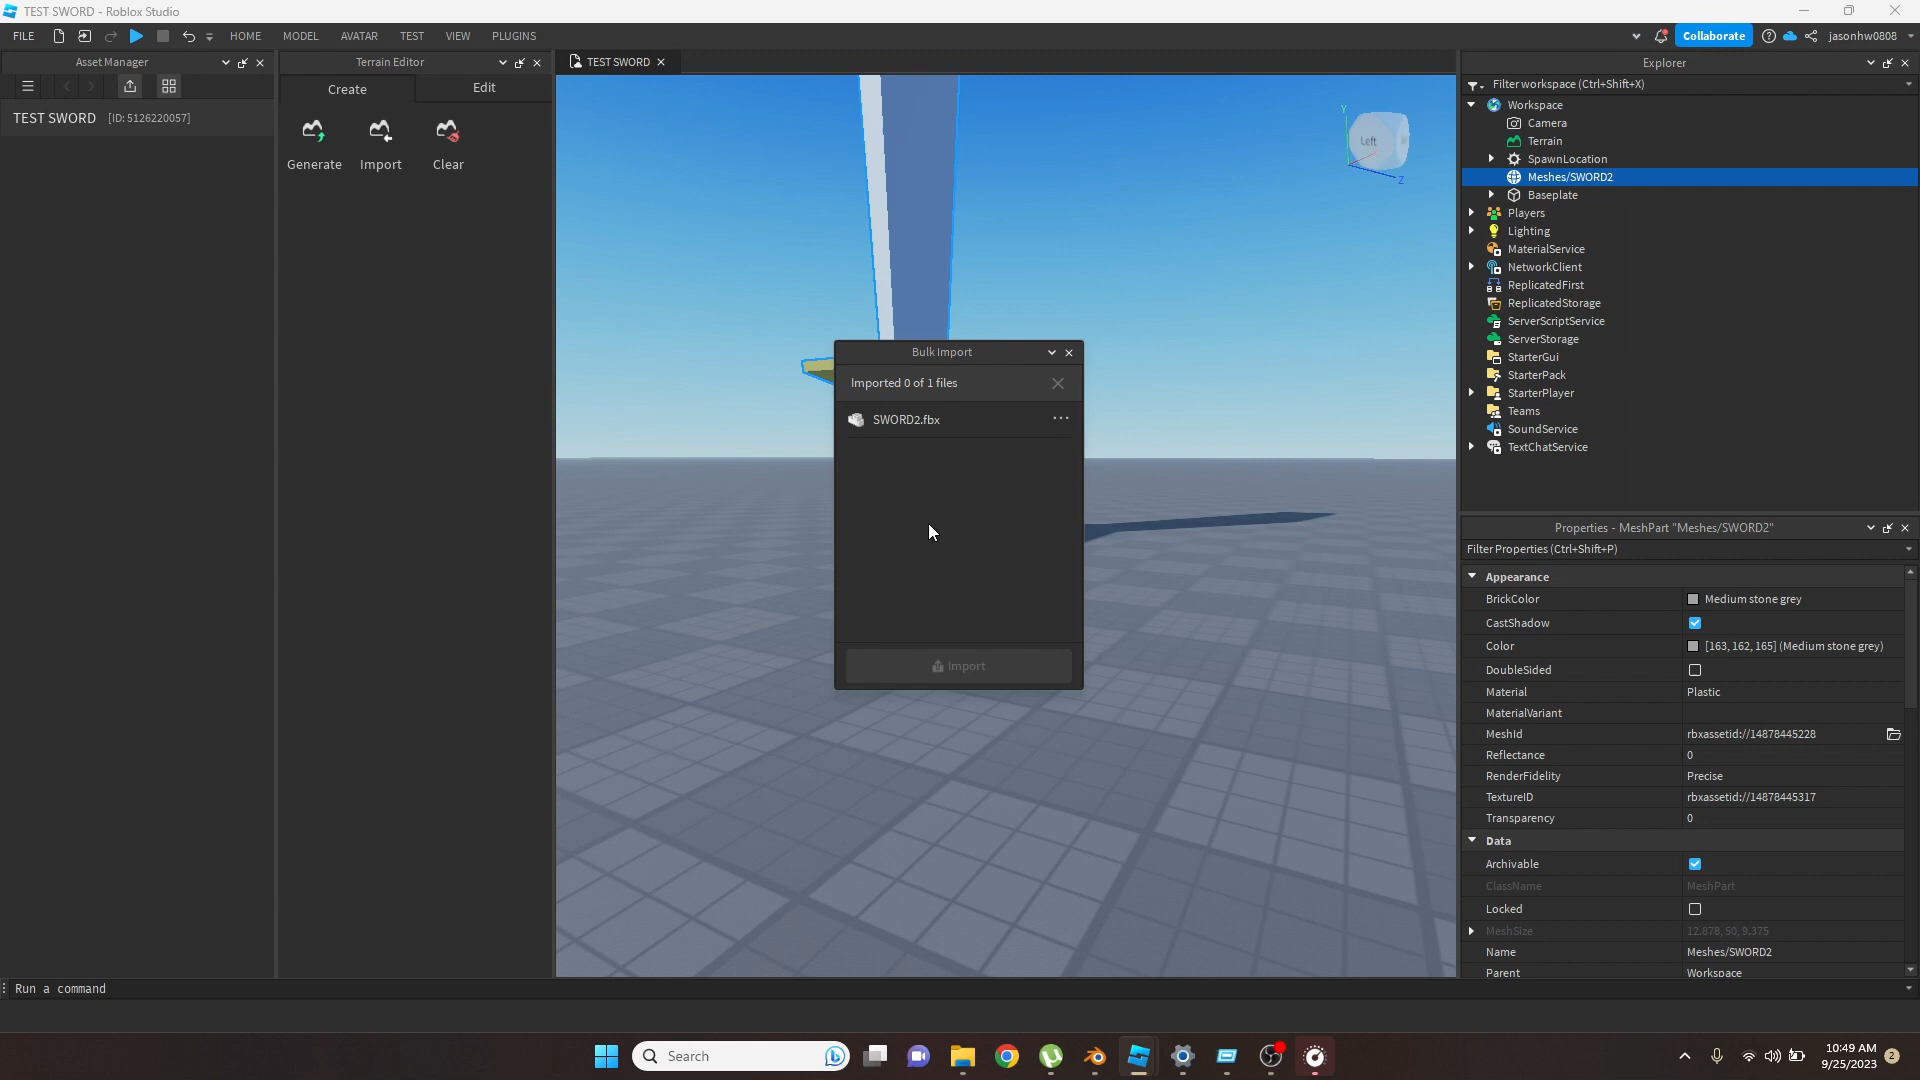 TEST SWORD - Roblox Studio
FILE HOME MODEL AVATAR TEST VIEW PLUGINS Collaborate jasonhw0808
Asset Manager
TEST SWORD [ID: 5126220057]
Terrain Editor
Create Edit
Generate Import Clear
TEST SWORD
Left
Y
Z
Bulk Import
Imported 0 of 1 files
SWORD2.fbx
Import
Explorer
Filter workspace (Ctrl+Shift+X)
Workspace
Camera
Terrain
SpawnLocation
Meshes/SWORD2
Baseplate
Players
Lighting
MaterialService
NetworkClient
ReplicatedFirst
ReplicatedStorage
ServerScriptService
ServerStorage
StarterGui
StarterPack
StarterPlayer
Teams
SoundService
TextChatService
Properties - MeshPart "Meshes/SWORD2"
Filter Properties (Ctrl+Shift+P)
Appearance
BrickColor Medium stone grey
CastShadow
Color [163, 162, 165] (Medium stone grey)
DoubleSided
Material Plastic
MaterialVariant
MeshId rbxassetid://14878445228
Reflectance 0
RenderFidelity Precise
TextureID rbxassetid://14878445317
Transparency 0
Data
Archivable
ClassName MeshPart
Locked
MeshSize 12.878, 50, 9.375
Name Meshes/SWORD2
Parent Workspace
Run a command
Search
10:49 AM
9/25/2023
2